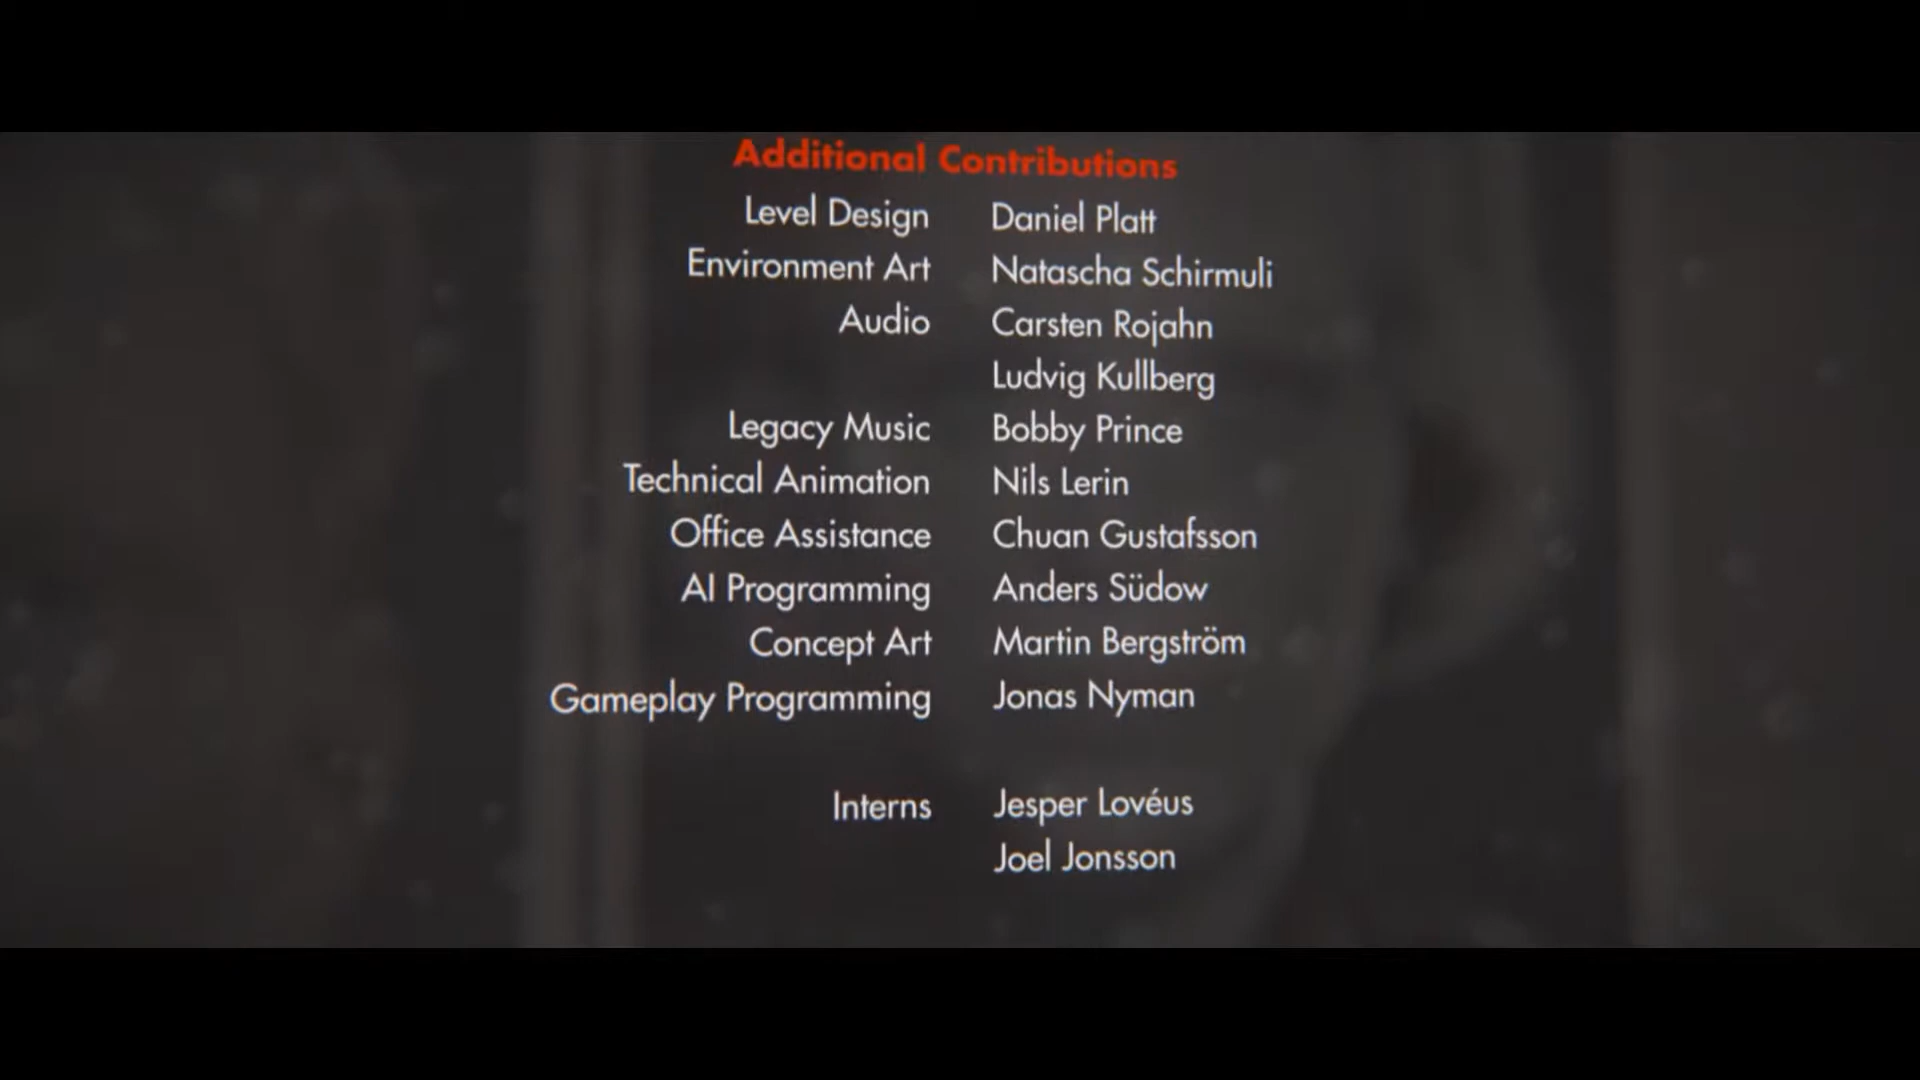 Additional Contributions
Level Design Daniel Platt
Environment Art Natascha Schirmuli
Audio Carsten Rojahn
Ludvig Kullberg
Legacy Music Bobby Prince
Technical Animation Nils Lerin
Office Assistance Chuan Gustafsson
AI Programming Anders Südow
Concept Art Martin Bergström
Gameplay Programming Jonas Nyman
Interns Jesper Lovéus
Joel Jonsson